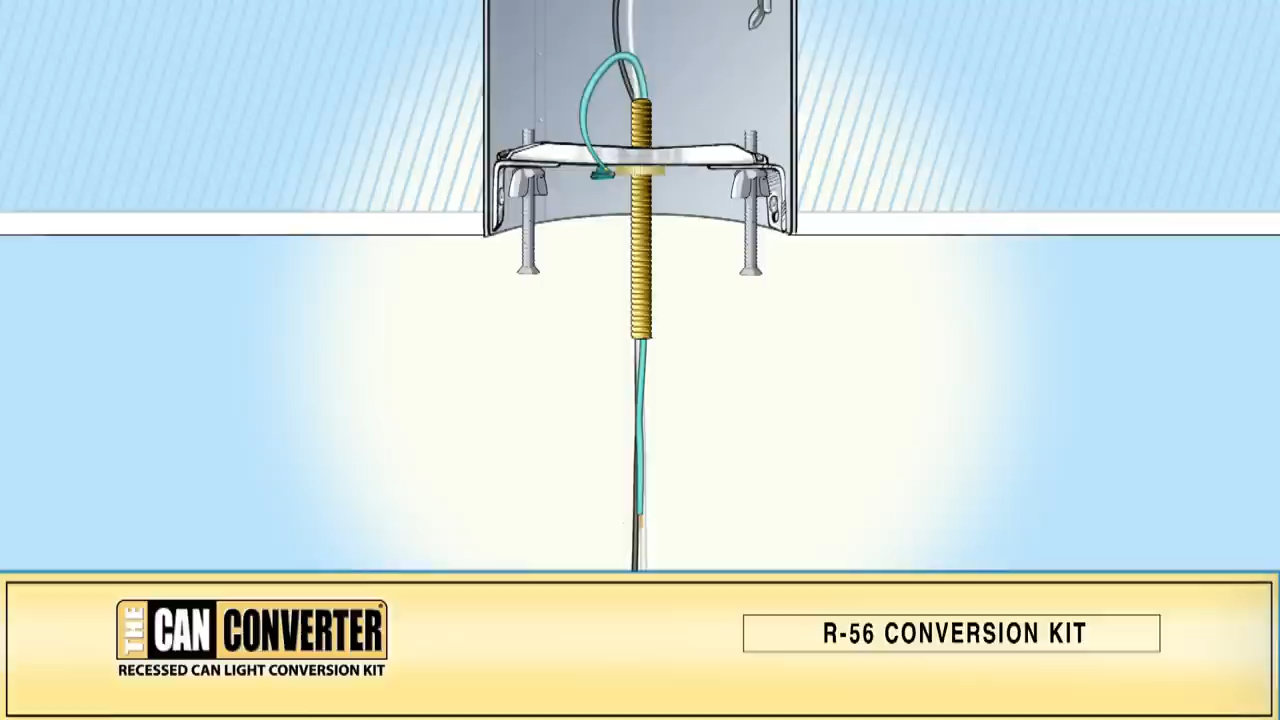 THE CAN CONVERTER®
RECESSED CAN LIGHT CONVERSION KIT
R-56 CONVERSION KIT